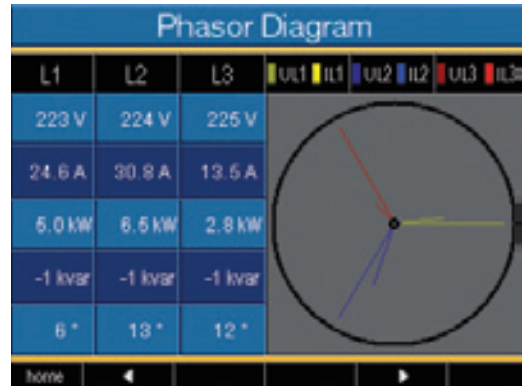 Phasor Diagram
L1 L2 L3 UL1 IL1 UL2 IL2 UL3 IL3
223 V 224 V 225 V
24.6 A 30.8 A 13.5 A
5.0 kW 6.5 kW 2.8 kW
-1 kvar -1 kvar -1 kvar
6° 13° 12°
home